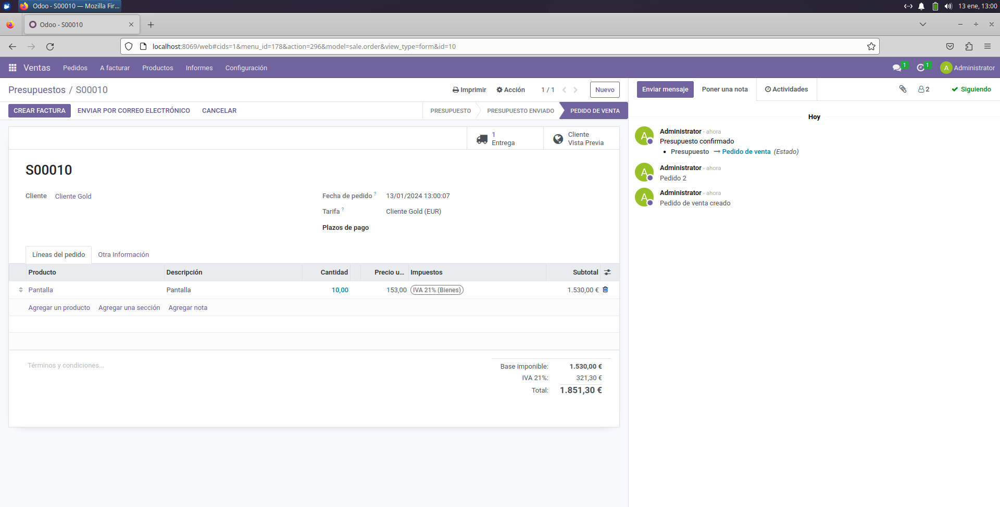 Odoo - S00010 — Mozilla Fir...
13 ene, 13:00
Odoo - S00010
localhost:8069/web#cids=1&menu_id=178&action=296&model=sale.order&view_type=form&id=10
Ventas Pedidos A facturar Productos Informes Configuración
1 1 A Administrator
Presupuestos / S00010
Imprimir Acción 1 / 1 Nuevo
CREAR FACTURA ENVIAR POR CORREO ELECTRÓNICO CANCELAR
PRESUPUESTO PRESUPUESTO ENVIADO PEDIDO DE VENTA
1
Entrega
Cliente
Vista Previa
S00010
Cliente Cliente Gold
Fecha de pedido ? 13/01/2024 13:00:07
Tarifa ? Cliente Gold (EUR)
Plazos de pago
Líneas del pedido Otra Información
Producto Descripción Cantidad Precio u... Impuestos Subtotal
Pantalla Pantalla 10,00 153,00 IVA 21% (Bienes) 1.530,00 €
Agregar un producto Agregar una sección Agregar nota
Términos y condiciones...
Base imponible: 1.530,00 €
IVA 21%: 321,30 €
Total: 1.851,30 €
Enviar mensaje Poner una nota Actividades 2 Siguiendo
Hoy
A
Administrator - ahora
Presupuesto confirmado
• Presupuesto → Pedido de venta (Estado)
A
Administrator - ahora
Pedido 2
A
Administrator - ahora
Pedido de venta creado